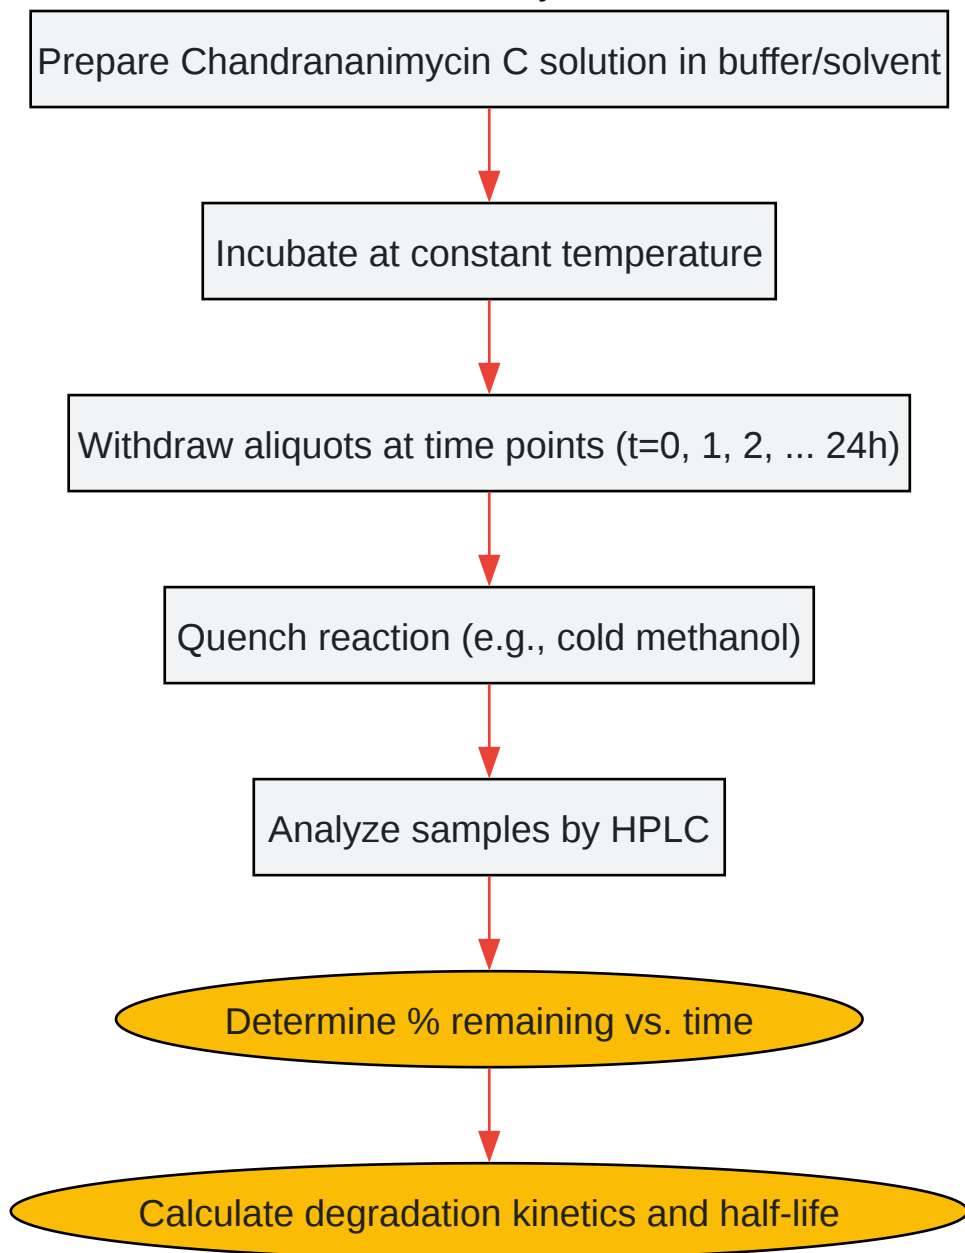 Prepare Chandrananimycin C solution in buffer/solvent
Incubate at constant temperature
Withdraw aliquots at time points (t=0, 1, 2, ... 24h)
Quench reaction (e.g., cold methanol)
Analyze samples by HPLC
Determine % remaining vs. time
Calculate degradation kinetics and half-life